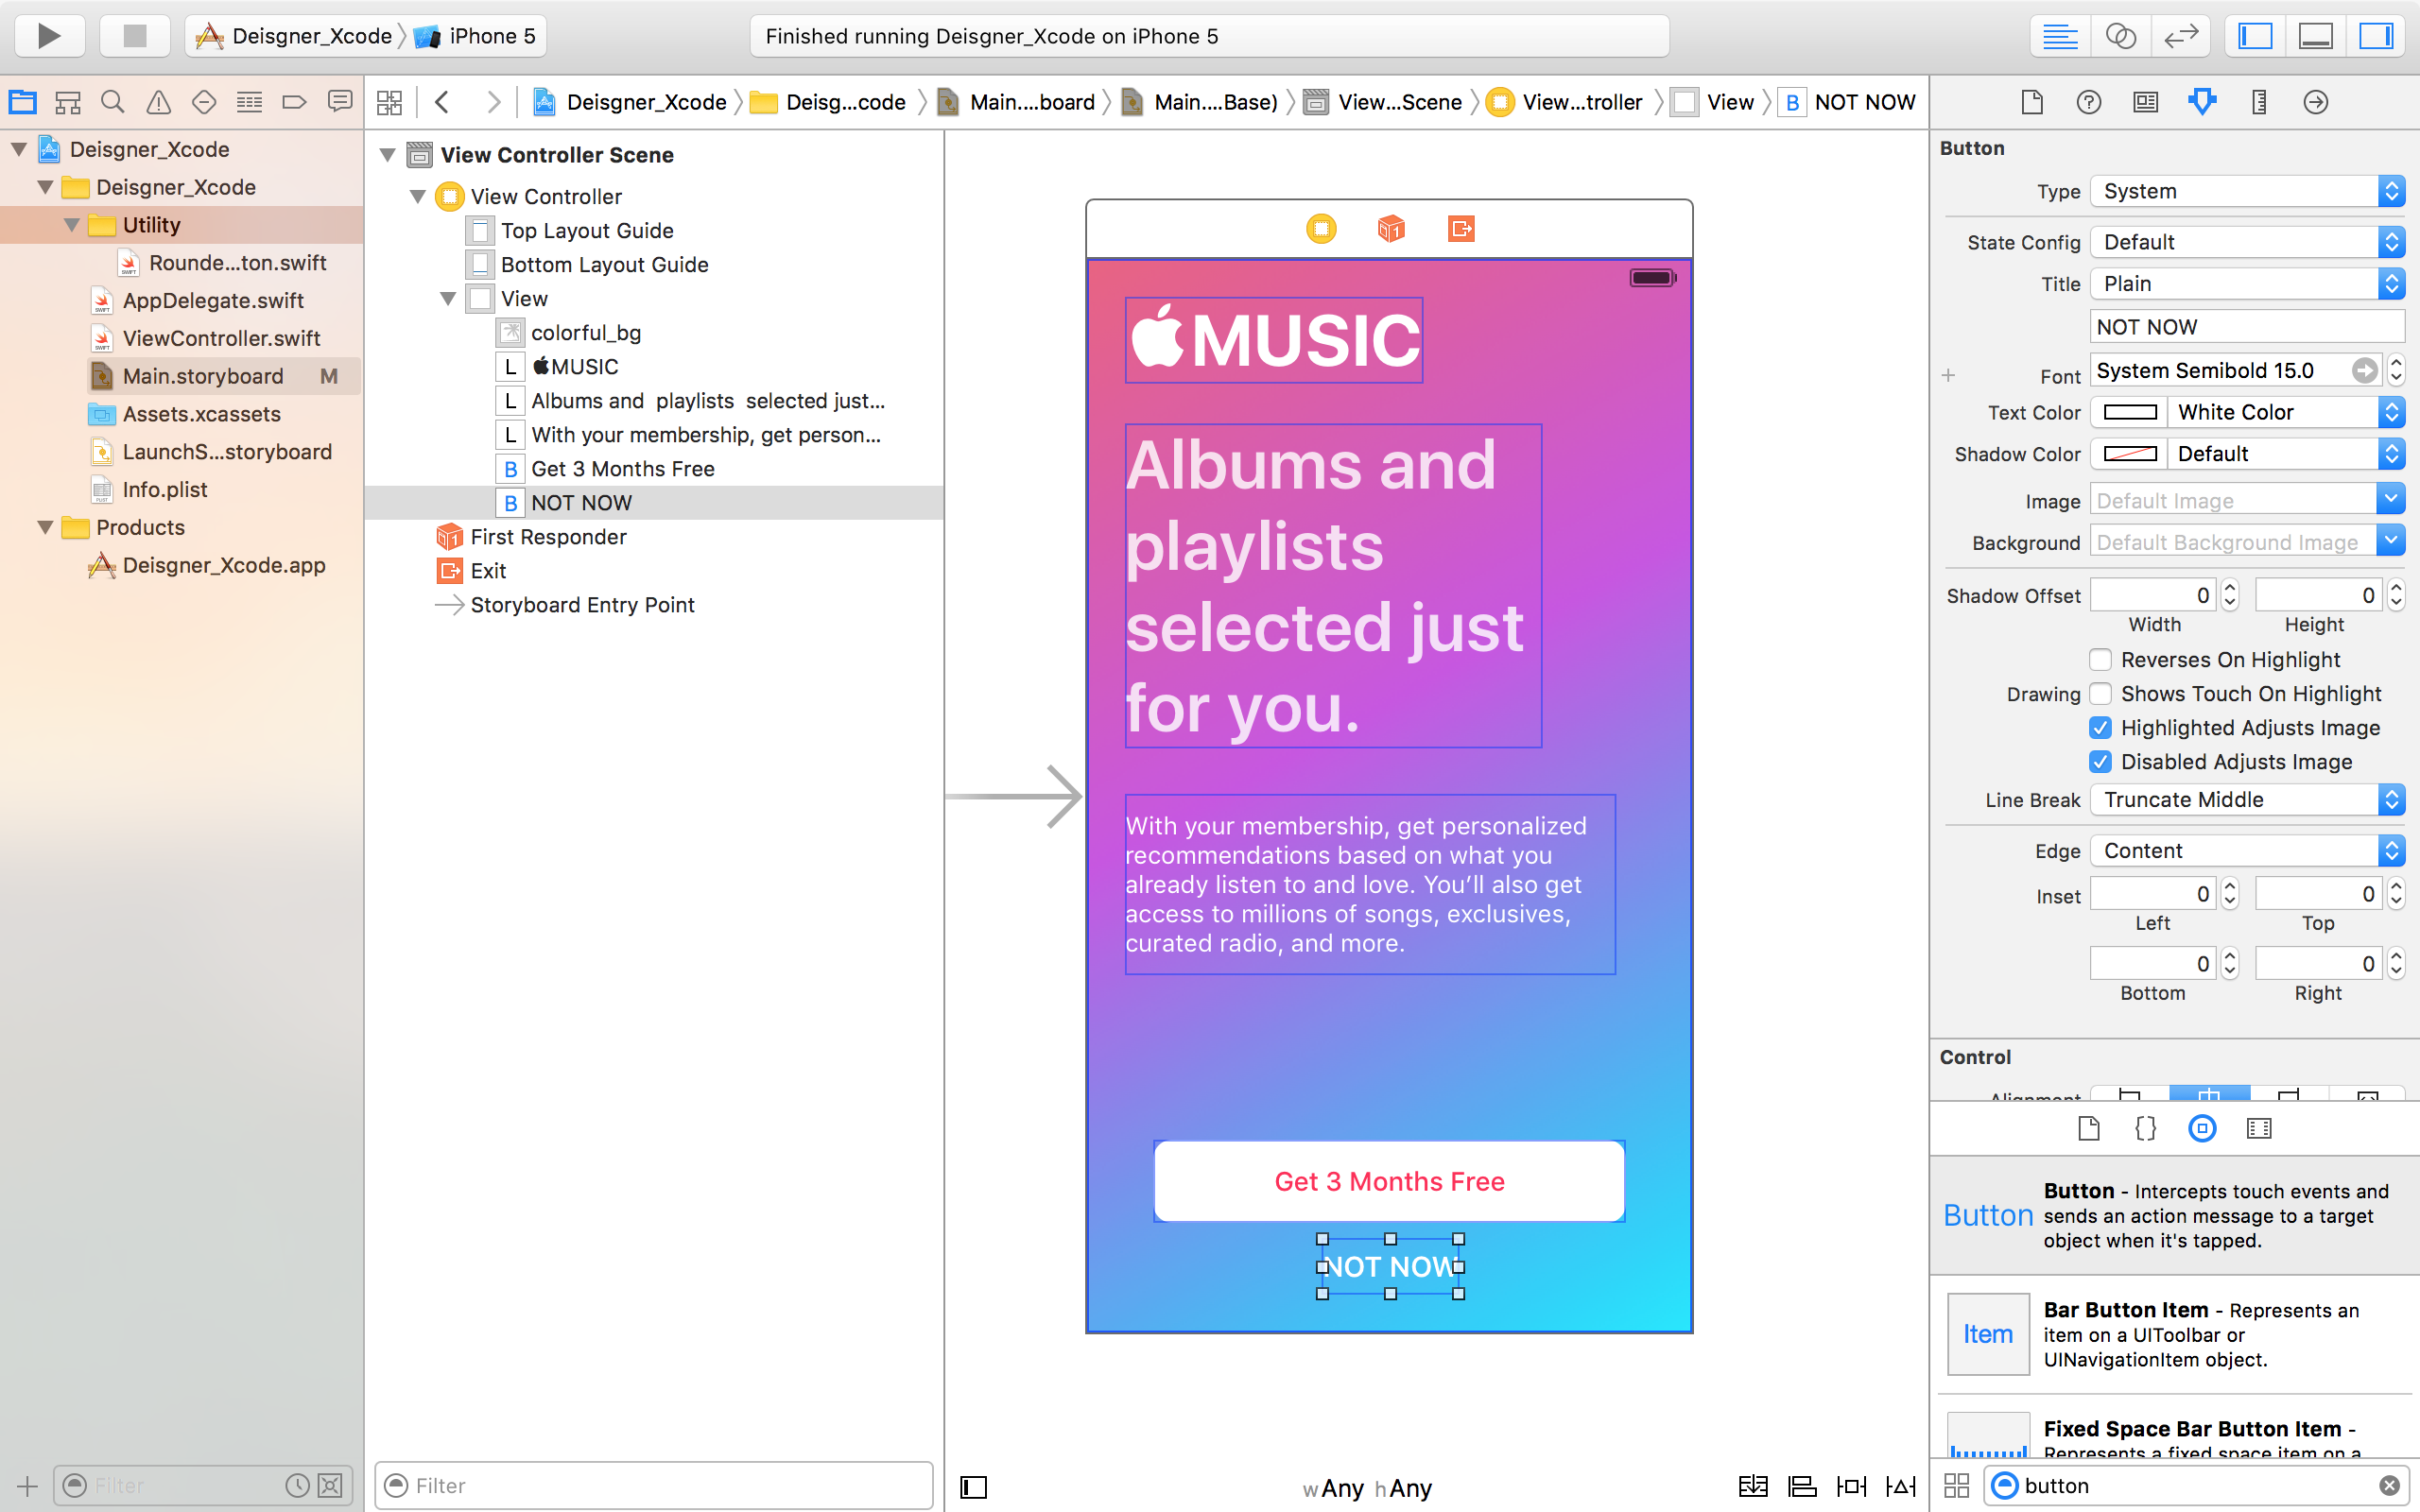 Deisgner_Xcode
iPhone 5
Finished running Deisgner_Xcode on iPhone 5
Deisgner_Xcode
Deisg...code
Main....board
Main....Base)
View...Scene
View...troller
View
B
NOT NOW
Deisgner_Xcode
Deisgner_Xcode
Utility
Rounde...ton.swift
AppDelegate.swift
ViewController.swift
Main.storyboard M
Assets.xcassets
LaunchS...storyboard
Info.plist
Products
Deisgner_Xcode.app
Filter
View Controller Scene
View Controller
Top Layout Guide
Bottom Layout Guide
View
colorful_bg
L MUSIC
L Albums and playlists selected just...
L With your membership, get person...
B Get 3 Months Free
B NOT NOW
First Responder
Exit
Storyboard Entry Point
Filter
MUSIC
Albums and
playlists
selected just
for you.
With your membership, get personalized
recommendations based on what you
already listen to and love. You’ll also get
access to millions of songs, exclusives,
curated radio, and more.
Get 3 Months Free
NOT NOW
wAny hAny
Button
Type System
State Config Default
Title Plain
NOT NOW
Font System Semibold 15.0
Text Color White Color
Shadow Color Default
Image Default Image
Background Default Background Image
Shadow Offset 0 0
Width Height
Reverses On Highlight
Drawing Shows Touch On Highlight
Highlighted Adjusts Image
Disabled Adjusts Image
Line Break Truncate Middle
Edge Content
Inset 0 0
Left Top
0 0
Bottom Right
Control
Alignment
Button
Button - Intercepts touch events and
sends an action message to a target
object when it's tapped.
Item
Bar Button Item - Represents an
item on a UIToolbar or
UINavigationItem object.
Fixed Space Bar Button Item -
Represents a fixed space item on a
button